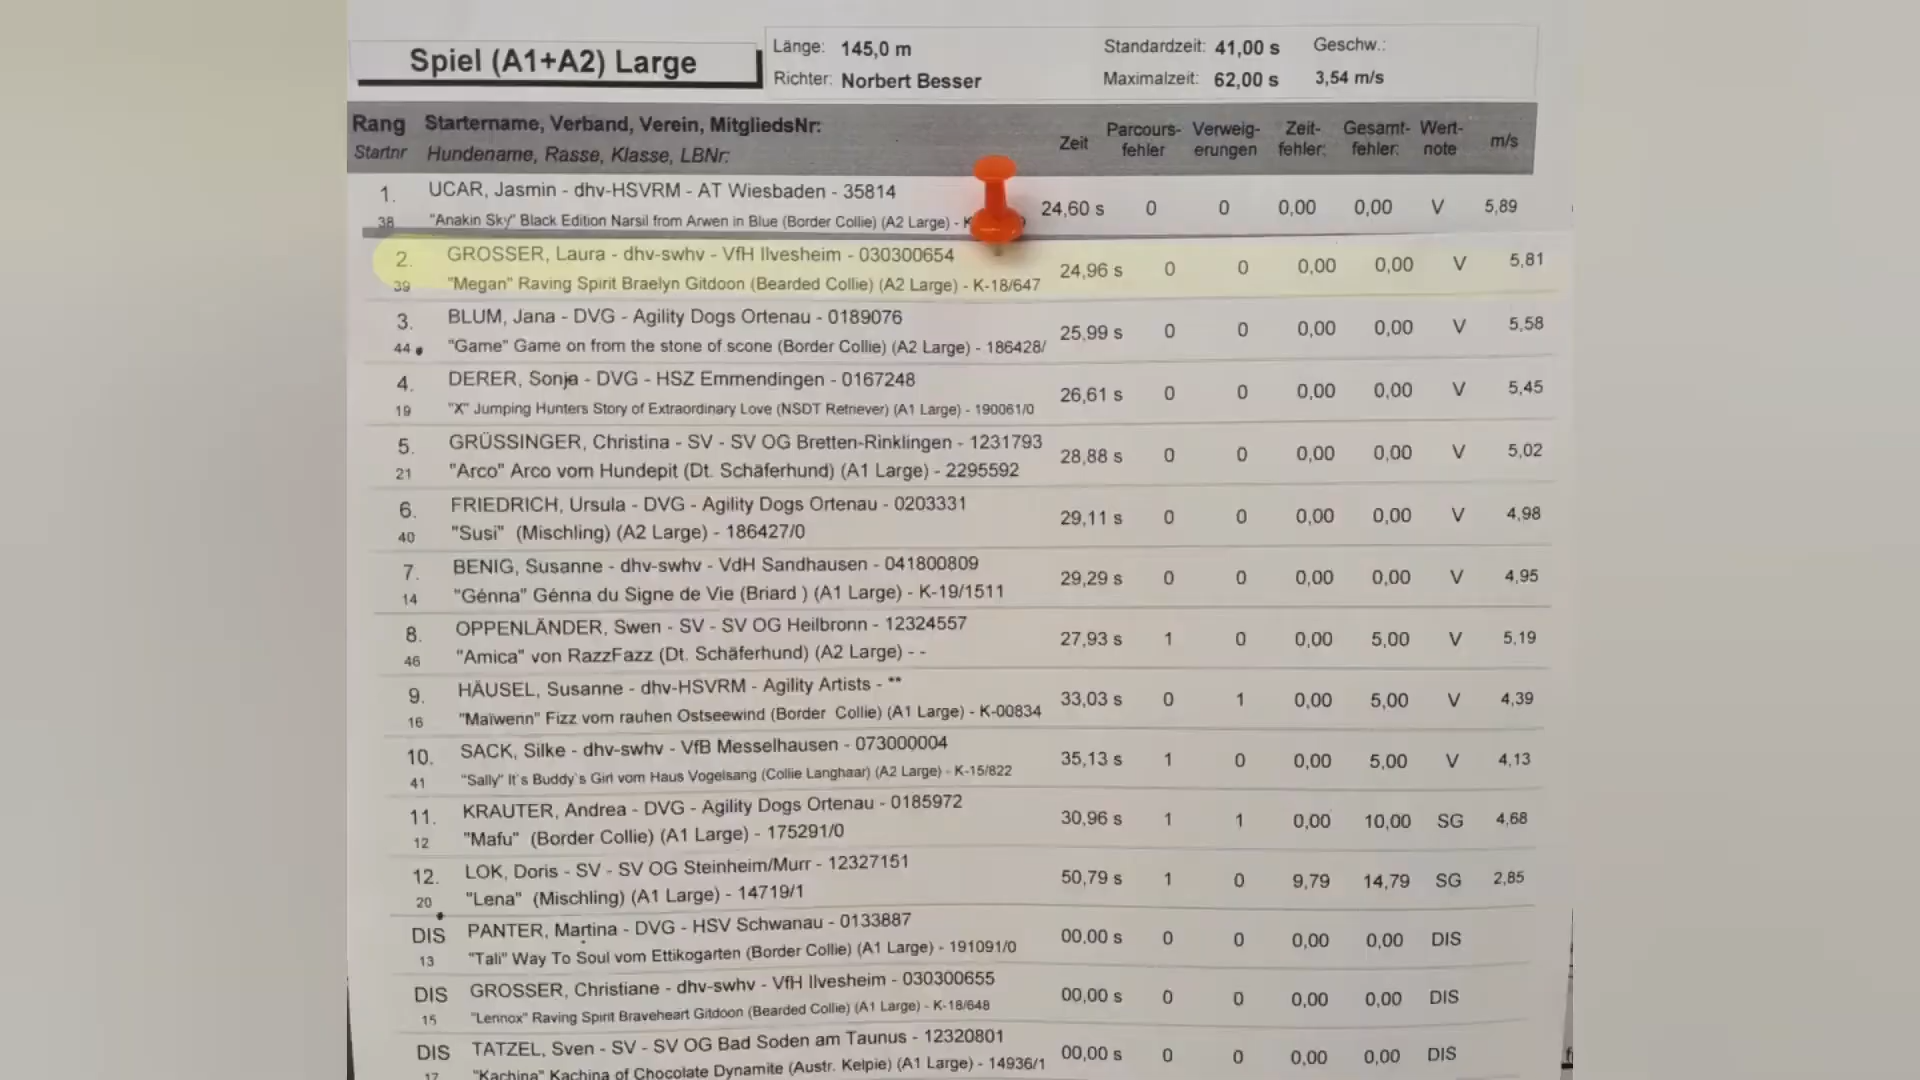 Spiel (A1+A2) Large
Länge: 145,0 m Standardzeit: 41,00 s Geschw.:
Richter: Norbert Besser Maximalzeit: 62,00 s 3,54 m/s
Rang Startername, Verband, Verein, MitgliedsNr: Zeit Parcours- Verweig- Zeit- Gesamt- Wert- m/s
Startnr Hundename, Rasse, Klasse, LBNr: fehler erungen fehler: fehler: note
1. UCAR, Jasmin - dhv-HSVRM - AT Wiesbaden - 35814 24,60 s 0 0 0,00 0,00 V 5,89
38 "Anakin Sky" Black Edition Narsil from Arwen in Blue (Border Collie) (A2 Large) -
2. GROSSER, Laura - dhv-swhv - VfH Ilvesheim - 030300654 24,96 s 0 0 0,00 0,00 V 5,81
39 "Megan" Raving Spirit Braelyn Gitdoon (Bearded Collie) (A2 Large) - K-18/647
3. BLUM, Jana - DVG - Agility Dogs Ortenau - 0189076 25,99 s 0 0 0,00 0,00 V 5,58
44 "Game" Game on from the stone of scone (Border Collie) (A2 Large) - 186428/
4. DERER, Sonja - DVG - HSZ Emmendingen - 0167248 26,61 s 0 0 0,00 0,00 V 5,45
19 "X" Jumping Hunters Story of Extraordinary Love (NSDT Retriever) (A1 Large) - 190061/0
5. GRÜSSINGER, Christina - SV - SV OG Bretten-Rinklingen - 1231793 28,88 s 0 0 0,00 0,00 V 5,02
21 "Arco" Arco vom Hundepit (Dt. Schäferhund) (A1 Large) - 2295592
6. FRIEDRICH, Ursula - DVG - Agility Dogs Ortenau - 0203331 29,11 s 0 0 0,00 0,00 V 4,98
40 "Susi" (Mischling) (A2 Large) - 186427/0
7. BENIG, Susanne - dhv-swhv - VdH Sandhausen - 041800809 29,29 s 0 0 0,00 0,00 V 4,95
14 "Génna" Génna du Signe de Vie (Briard ) (A1 Large) - K-19/1511
8. OPPENLÄNDER, Swen - SV - SV OG Heilbronn - 12324557 27,93 s 1 0 0,00 5,00 V 5,19
46 "Amica" von RazzFazz (Dt. Schäferhund) (A2 Large) - -
9. HÄUSEL, Susanne - dhv-HSVRM - Agility Artists - ** 33,03 s 0 1 0,00 5,00 V 4,39
16 "Maïwenn" Fizz vom rauhen Ostseewind (Border Collie) (A1 Large) - K-00834
10. SACK, Silke - dhv-swhv - VfB Messelhausen - 073000004 35,13 s 1 0 0,00 5,00 V 4,13
41 "Sally" It`s Buddy`s Girl vom Haus Vogelsang (Collie Langhaar) (A2 Large) - K-15/822
11. KRAUTER, Andrea - DVG - Agility Dogs Ortenau - 0185972 30,96 s 1 1 0,00 10,00 SG 4,68
12 "Mafu" (Border Collie) (A1 Large) - 175291/0
12. LOK, Doris - SV - SV OG Steinheim/Murr - 12327151 50,79 s 1 0 9,79 14,79 SG 2,85
20 "Lena" (Mischling) (A1 Large) - 14719/1
DIS PANTER, Martina - DVG - HSV Schwanau - 0133887 00,00 s 0 0 0,00 0,00 DIS
13 "Tali" Way To Soul vom Ettikogarten (Border Collie) (A1 Large) - 191091/0
DIS GROSSER, Christiane - dhv-swhv - VfH Ilvesheim - 030300655 00,00 s 0 0 0,00 0,00 DIS
15 "Lennox" Raving Spirit Braveheart Gitdoon (Bearded Collie) (A1 Large) - K-18/648
DIS TATZEL, Sven - SV - SV OG Bad Soden am Taunus - 12320801 00,00 s 0 0 0,00 0,00 DIS
17 "Kachina" Kachina of Chocolate Dynamite (Austr. Kelpie) (A1 Large) - 14936/1